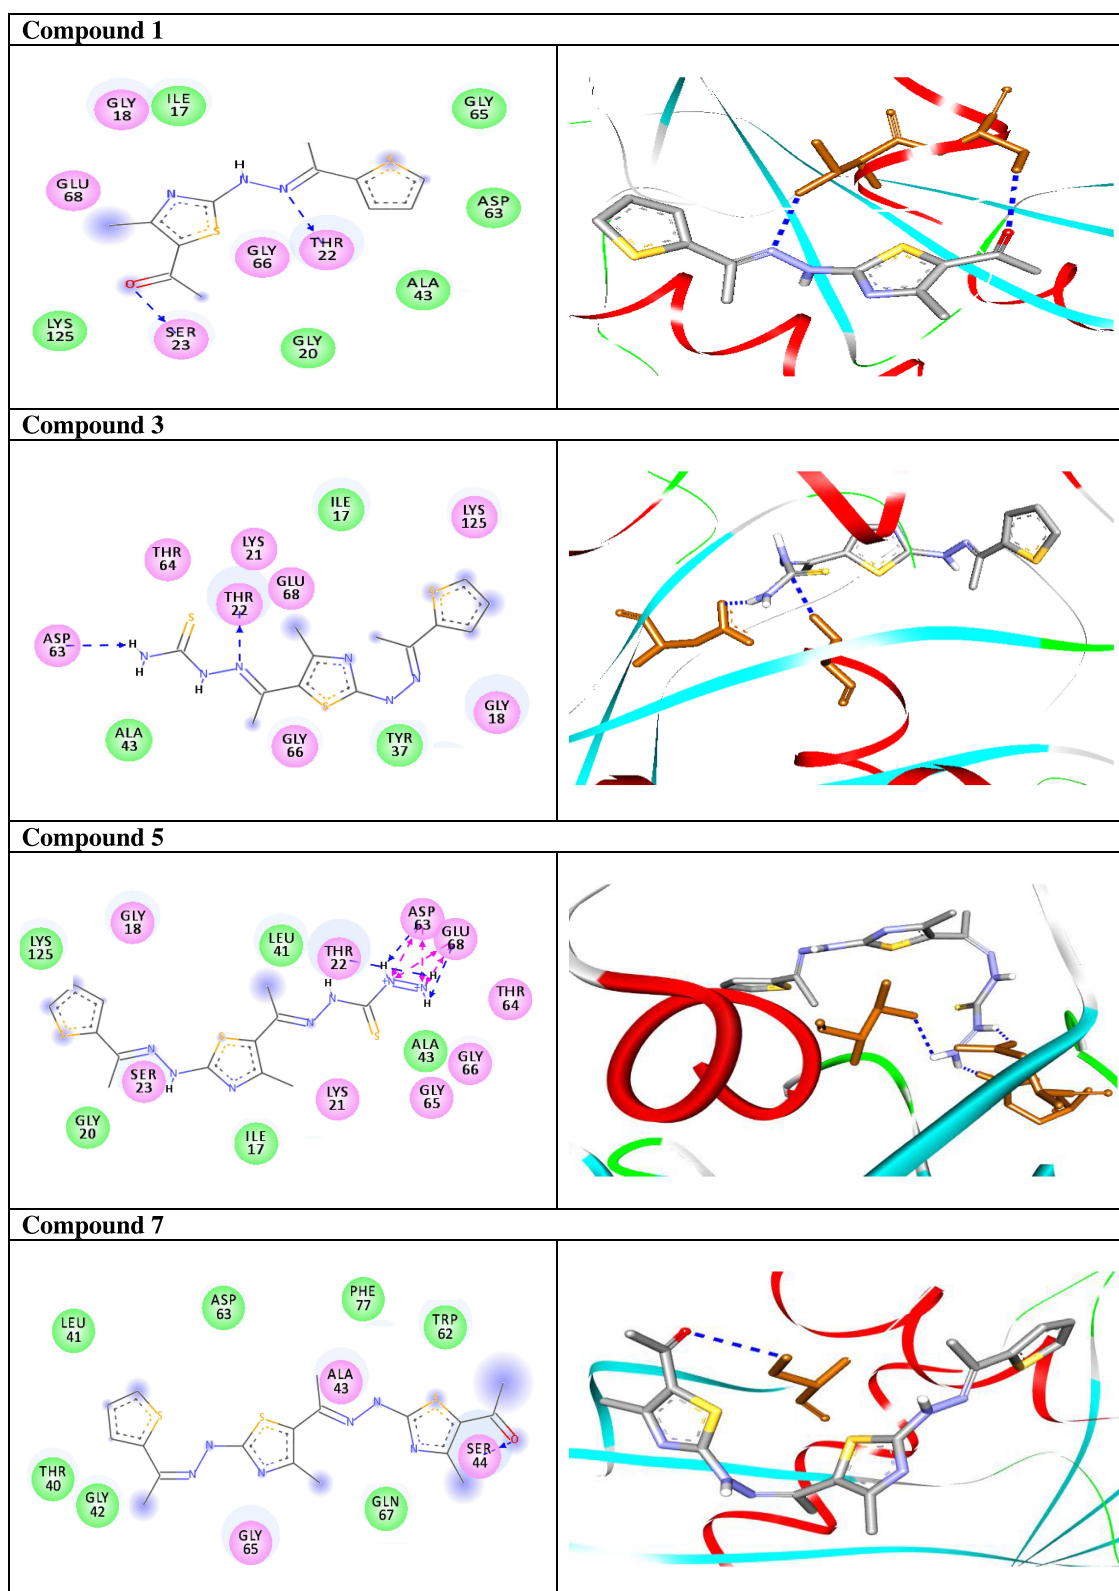 Compound 1
GLY
18
ILE
17
GLY
65
H
N
N
S
GLU
68
N
S
ASP
63
GLY
66
THR
22
ALA
43
O
LYS
125
SER
23
GLY
20
Compound 3
ILE
17
LYS
125
LYS
21
THR
64
GLU
68
THR
22
S
S
ASP
63
H
N
H
N
H
N
N
N
S
N
N
GLY
18
ALA
43
GLY
66
TYR
37
Compound 5
GLY
18
LYS
125
LEU
41
ASP
63
GLU
68
THR
22
H
H
H
N
N
N
H
THR
64
S
N
N
S
N
S
ALA
43
GLY
66
SER
23
N
H
N
LYS
21
GLY
65
GLY
20
ILE
17
Compound 7
PHE
77
ASP
63
TRP
62
LEU
41
ALA
43
S
S
S
N
N
N
N
N
N
O
SER
44
THR
40
GLY
42
GLN
67
GLY
65